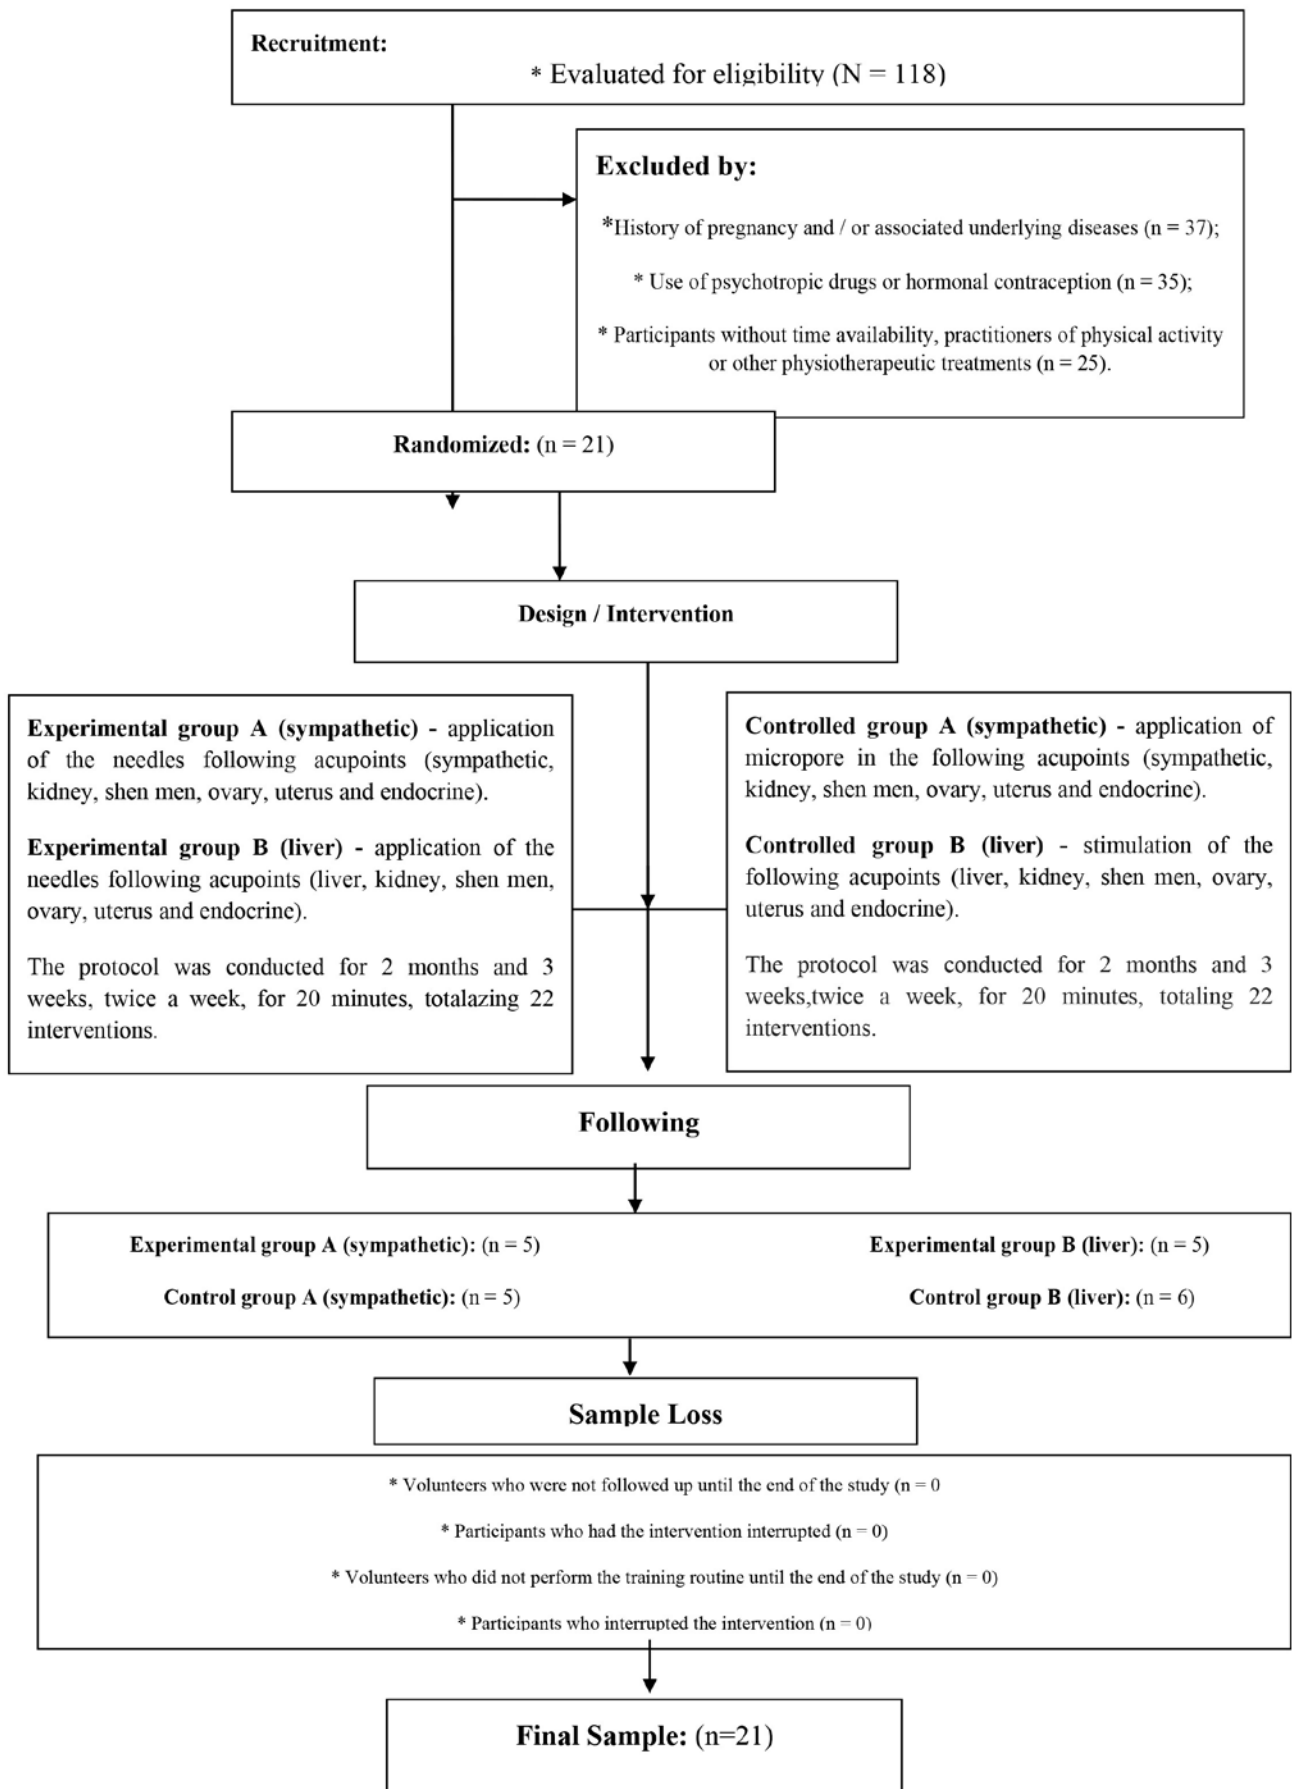 Recruitment:
* Evaluated for eligibility (N = 118)
Excluded by:
*History of pregnancy and / or associated underlying diseases (n = 37);
* Use of psychotropic drugs or hormonal contraception (n = 35);
* Participants without time availability, practitioners of physical activity
or other physiotherapeutic treatments (n = 25).
Randomized: (n = 21)
Design / Intervention
Experimental group A (sympathetic) - application
of the needles following acupoints (sympathetic,
kidney, shen men, ovary, uterus and endocrine).
Experimental group B (liver) - application of the
needles following acupoints (liver, kidney, shen men,
ovary, uterus and endocrine).
The protocol was conducted for 2 months and 3
weeks, twice a week, for 20 minutes, totalazing 22
interventions.
Controlled group A (sympathetic) - application of
micropore in the following acupoints (sympathetic,
kidney, shen men, ovary, uterus and endocrine).
Controlled group B (liver) - stimulation of the
following acupoints (liver, kidney, shen men, ovary,
uterus and endocrine).
The protocol was conducted for 2 months and 3
weeks,twice a week, for 20 minutes, totaling 22
interventions.
Following
Experimental group A (sympathetic): (n = 5)
Experimental group B (liver): (n = 5)
Control group A (sympathetic): (n = 5)
Control group B (liver): (n = 6)
Sample Loss
* Volunteers who were not followed up until the end of the study (n = 0
* Participants who had the intervention interrupted (n = 0)
* Volunteers who did not perform the training routine until the end of the study (n = 0)
* Participants who interrupted the intervention (n = 0)
Final Sample: (n=21)